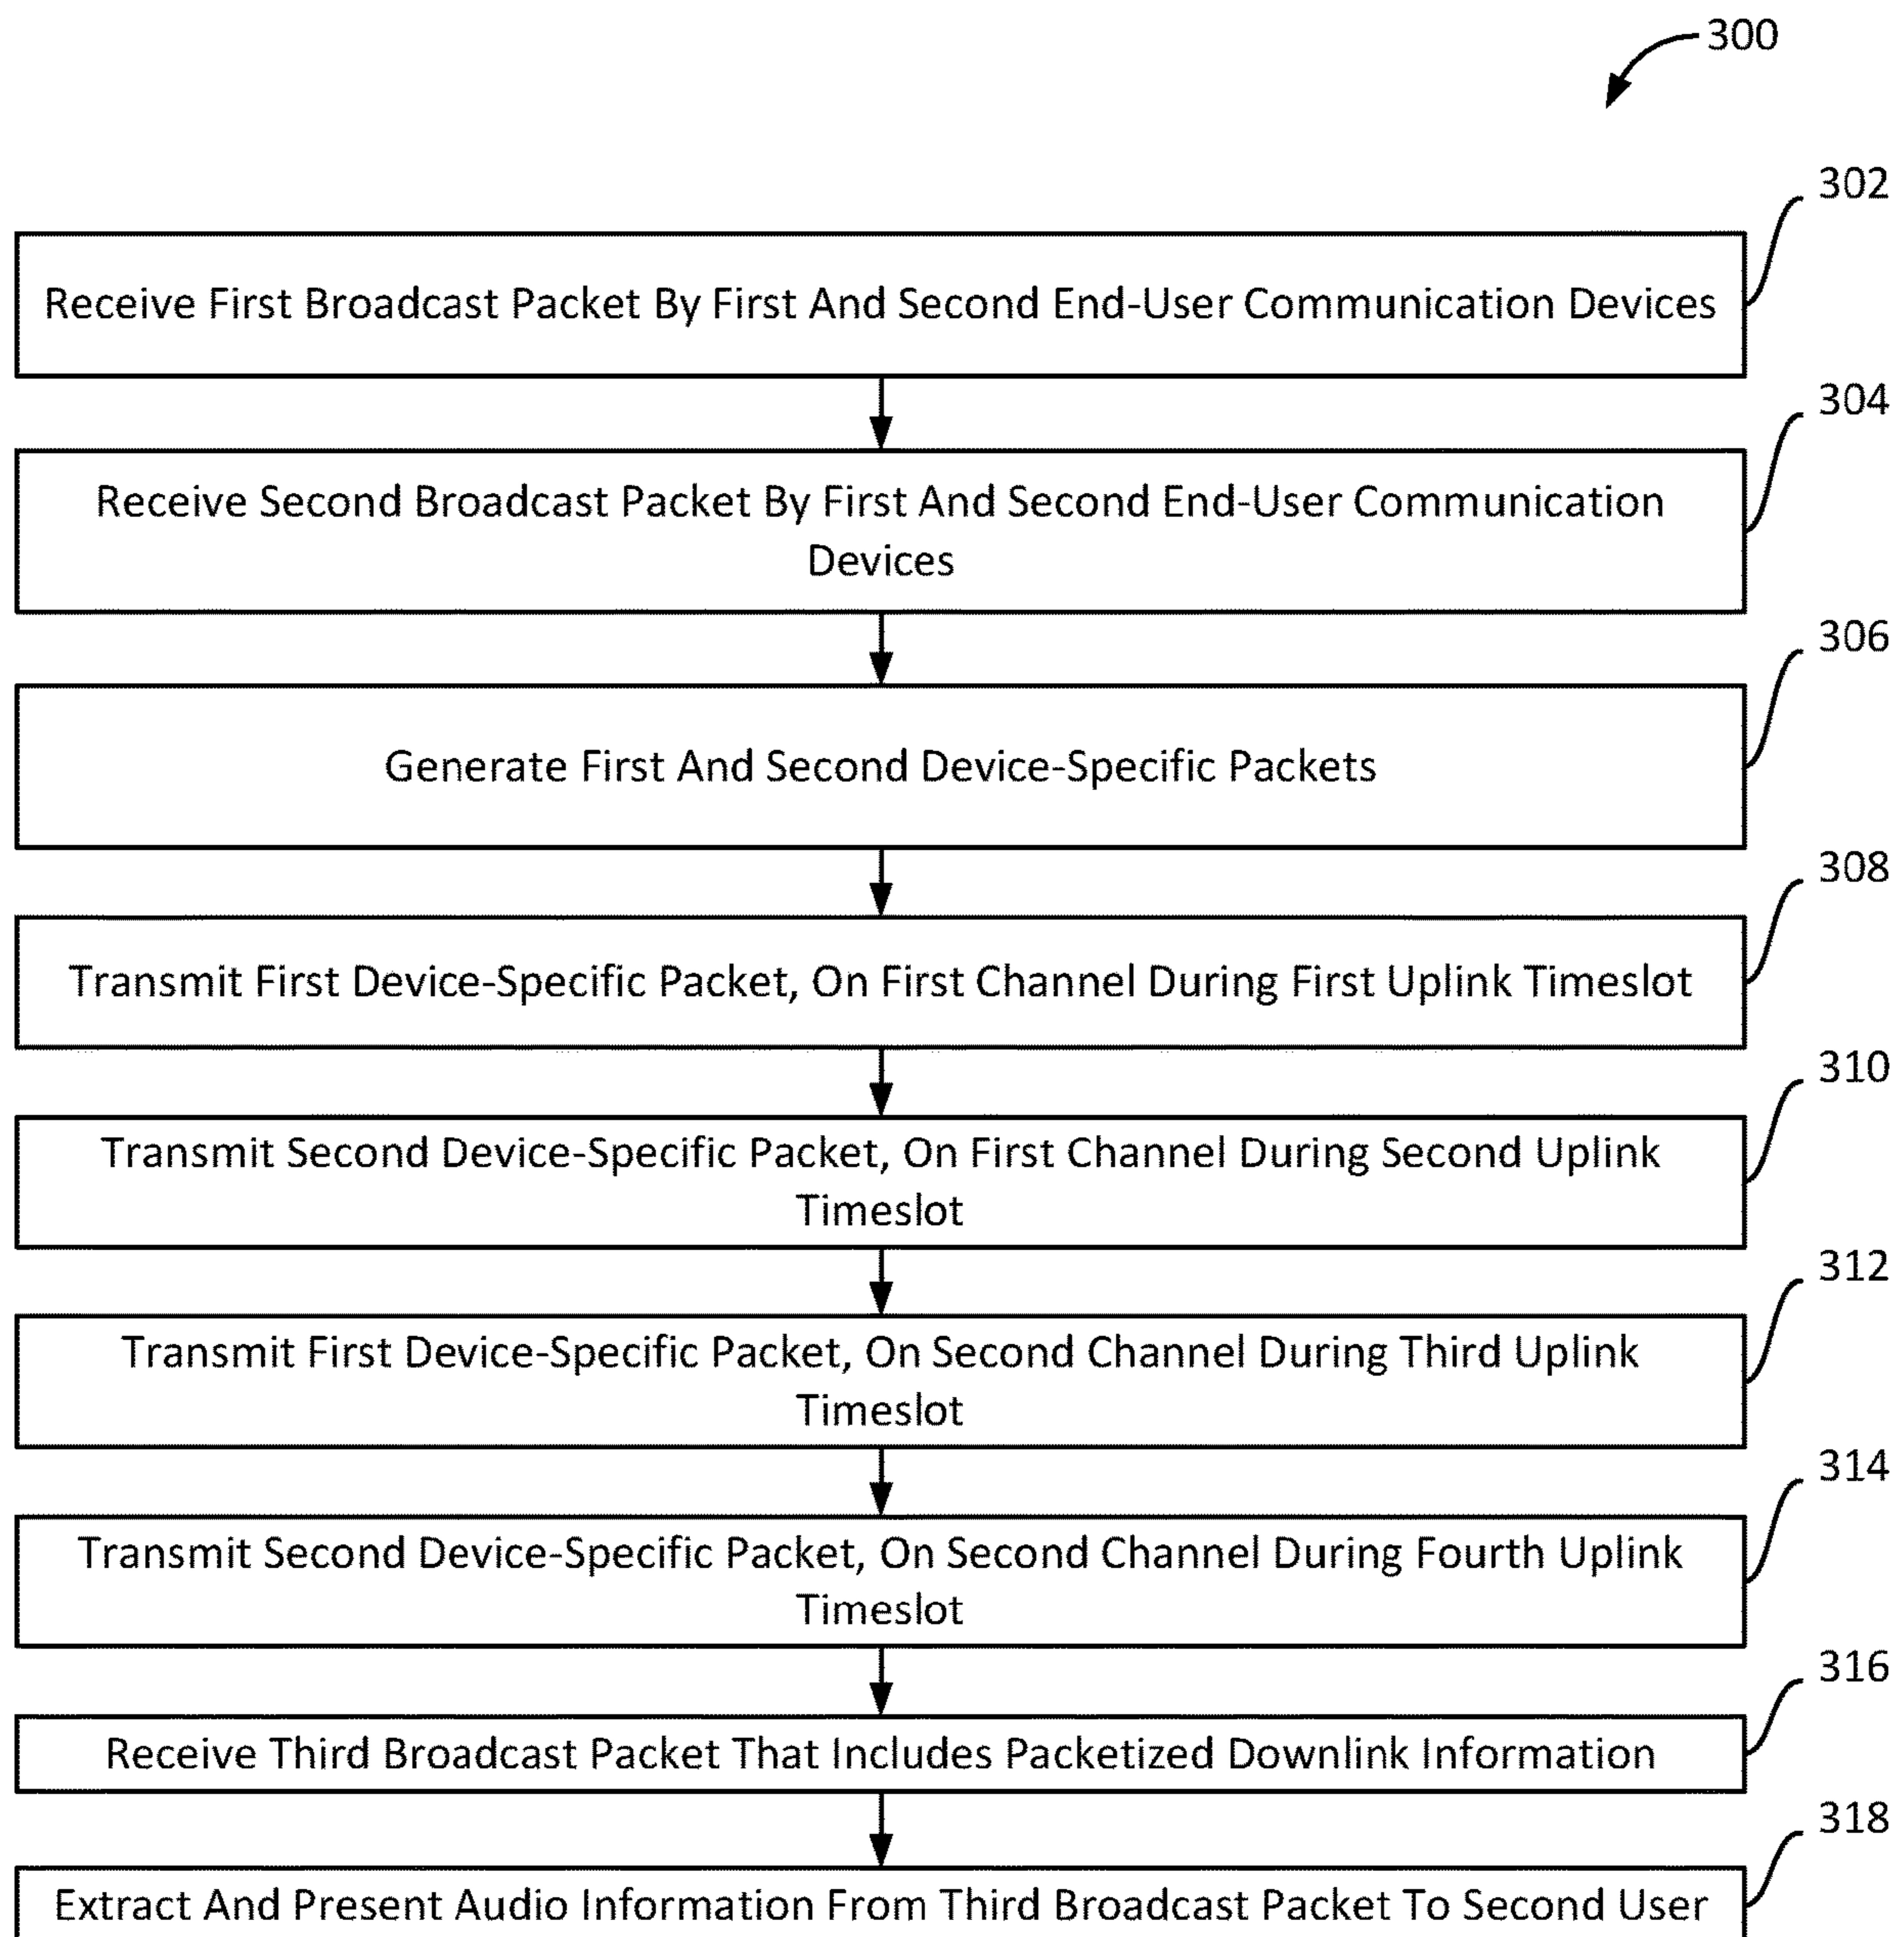 300
302
Receive First Broadcast Packet By First And Second End-User Communication Devices
304
Receive Second Broadcast Packet By First And Second End-User Communication
Devices
306
Generate First And Second Device-Specific Packets
308
Transmit First Device-Specific Packet, On First Channel During First Uplink Timeslot
310
Transmit Second Device-Specific Packet, On First Channel During Second Uplink
Timeslot
312
Transmit First Device-Specific Packet, On Second Channel During Third Uplink
Timeslot
314
Transmit Second Device-Specific Packet, On Second Channel During Fourth Uplink
Timeslot
316
Receive Third Broadcast Packet That Includes Packetized Downlink Information
318
Extract And Present Audio Information From Third Broadcast Packet To Second User